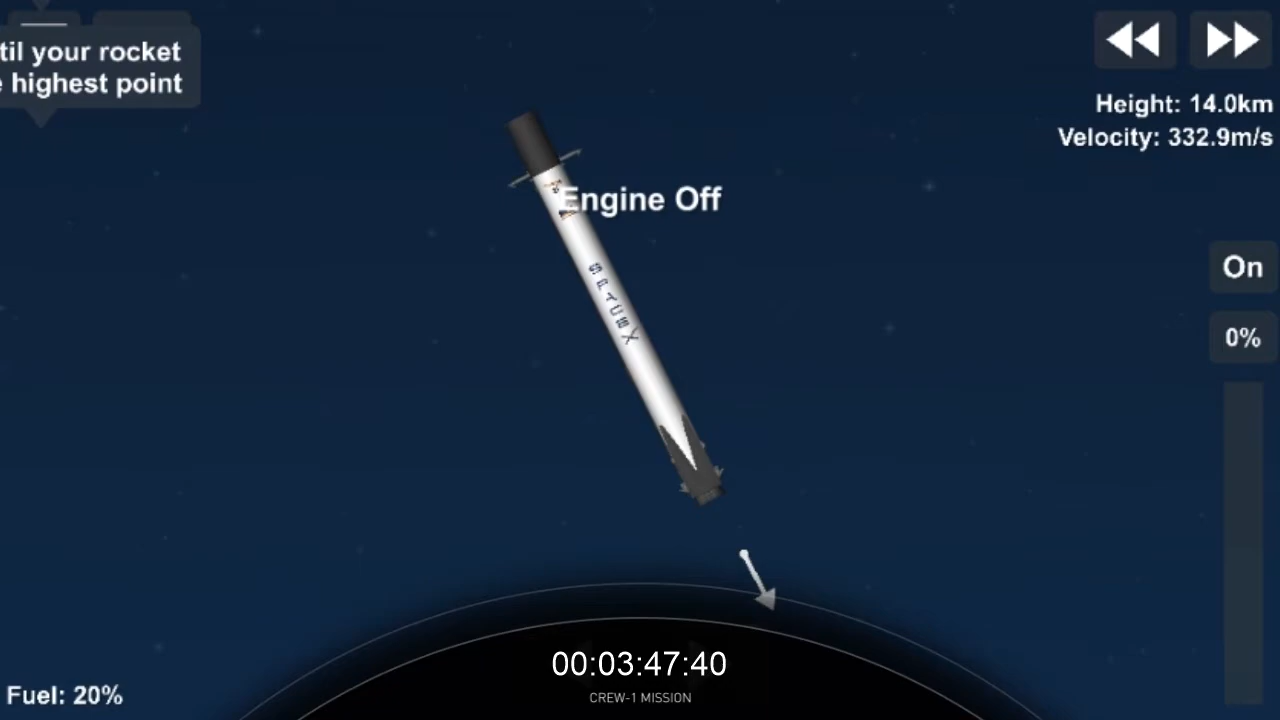 til your rocket
highest point
Height: 14.0km
Velocity: 332.9m/s
Engine Off
SPACEX
On
0%
00:03:47:40
CREW-1 MISSION
Fuel: 20%